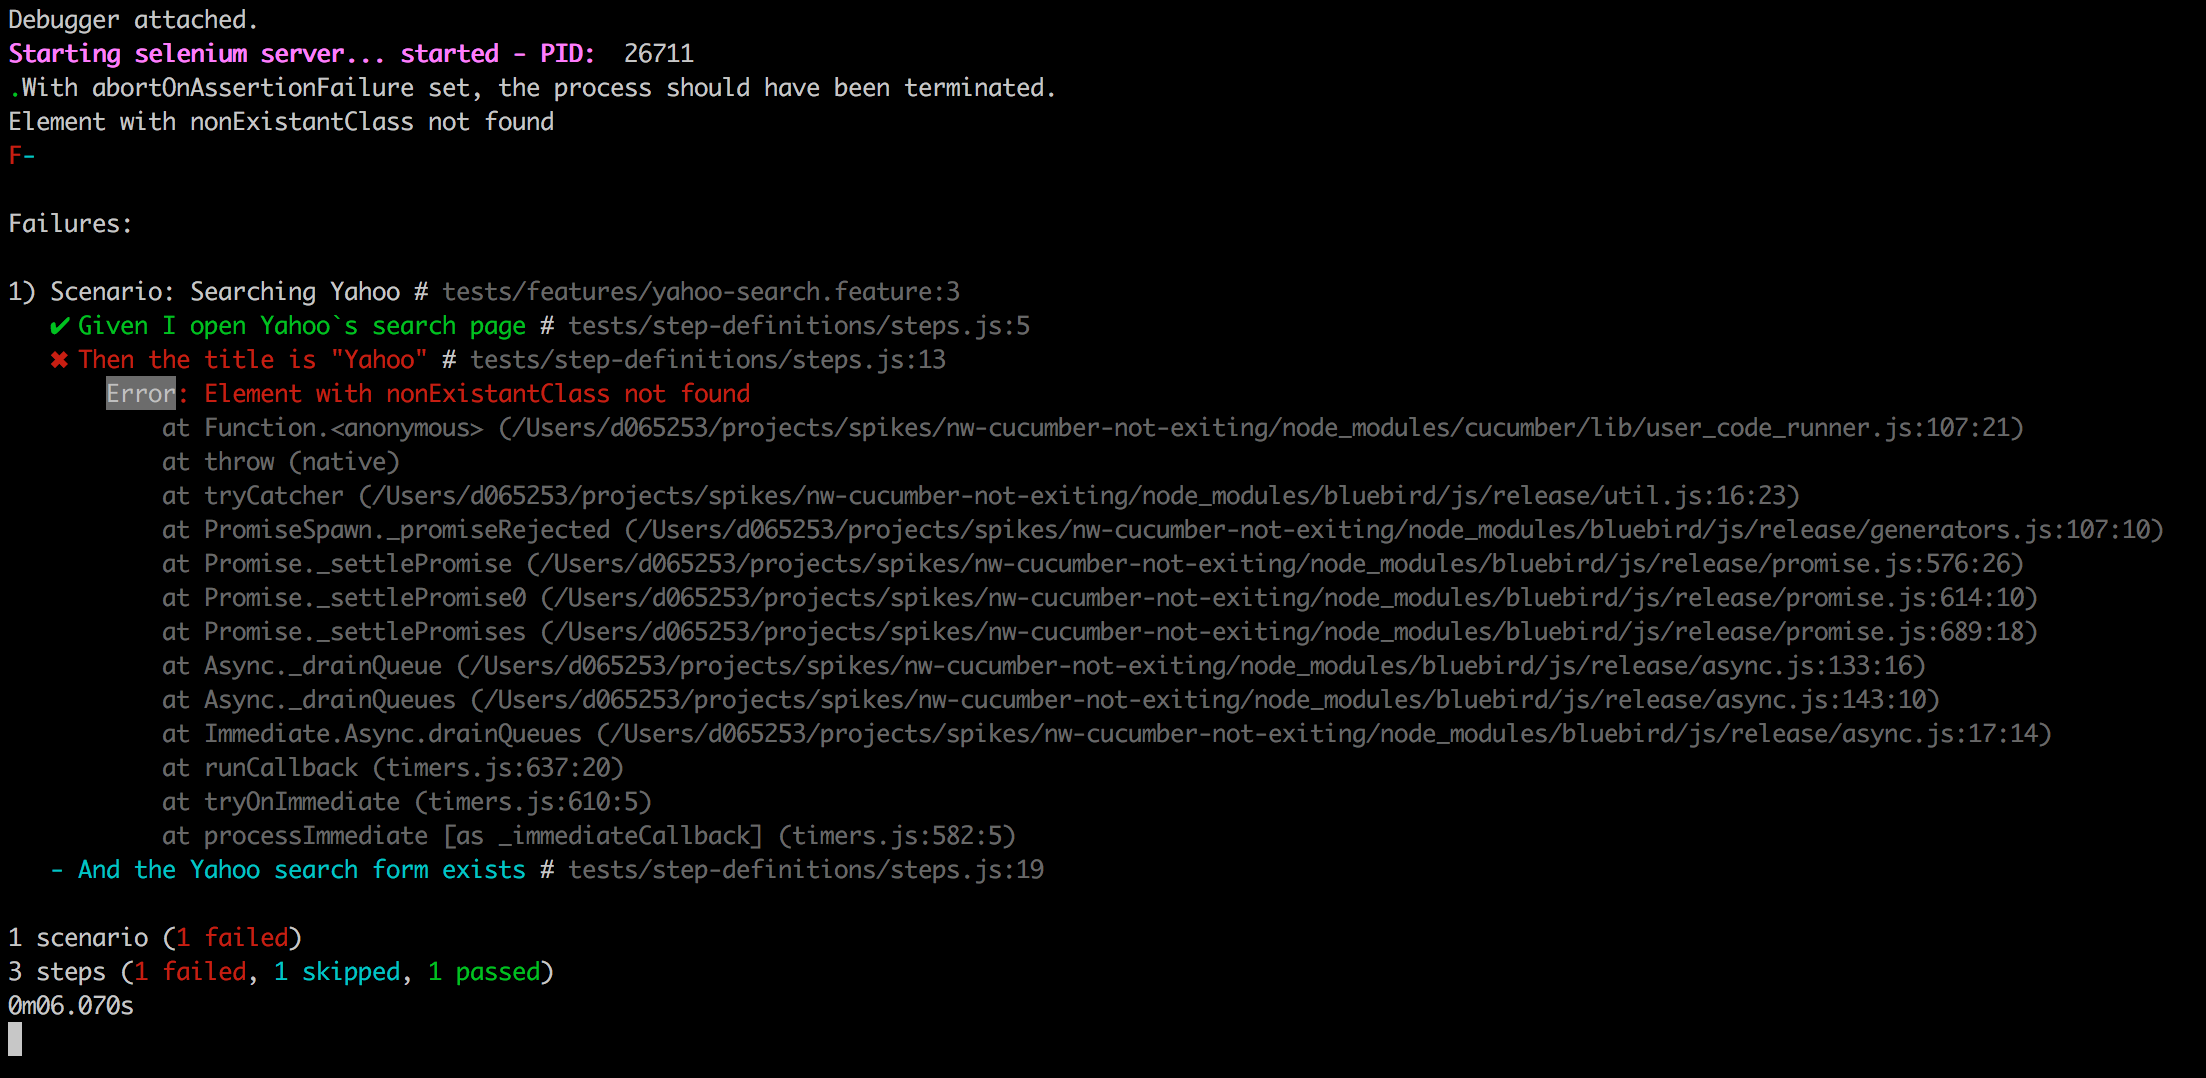 Debugger attached.
Starting selenium server... started - PID:  26711
.With abortOnAssertionFailure set, the process should have been terminated.
Element with nonExistantClass not found
F-
Failures:
1) Scenario: Searching Yahoo # tests/features/yahoo-search.feature:3
✔ Given I open Yahoo`s search page # tests/step-definitions/steps.js:5
✖ Then the title is "Yahoo" # tests/step-definitions/steps.js:13
Error: Element with nonExistantClass not found
at Function.<anonymous> (/Users/d065253/projects/spikes/nw-cucumber-not-exiting/node_modules/cucumber/lib/user_code_runner.js:107:21)
at throw (native)
at tryCatcher (/Users/d065253/projects/spikes/nw-cucumber-not-exiting/node_modules/bluebird/js/release/util.js:16:23)
at PromiseSpawn._promiseRejected (/Users/d065253/projects/spikes/nw-cucumber-not-exiting/node_modules/bluebird/js/release/generators.js:107:10)
at Promise._settlePromise (/Users/d065253/projects/spikes/nw-cucumber-not-exiting/node_modules/bluebird/js/release/promise.js:576:26)
at Promise._settlePromise0 (/Users/d065253/projects/spikes/nw-cucumber-not-exiting/node_modules/bluebird/js/release/promise.js:614:10)
at Promise._settlePromises (/Users/d065253/projects/spikes/nw-cucumber-not-exiting/node_modules/bluebird/js/release/promise.js:689:18)
at Async._drainQueue (/Users/d065253/projects/spikes/nw-cucumber-not-exiting/node_modules/bluebird/js/release/async.js:133:16)
at Async._drainQueues (/Users/d065253/projects/spikes/nw-cucumber-not-exiting/node_modules/bluebird/js/release/async.js:143:10)
at Immediate.Async.drainQueues (/Users/d065253/projects/spikes/nw-cucumber-not-exiting/node_modules/bluebird/js/release/async.js:17:14)
at runCallback (timers.js:637:20)
at tryOnImmediate (timers.js:610:5)
at processImmediate [as _immediateCallback] (timers.js:582:5)
- And the Yahoo search form exists # tests/step-definitions/steps.js:19
1 scenario (1 failed)
3 steps (1 failed, 1 skipped, 1 passed)
0m06.070s